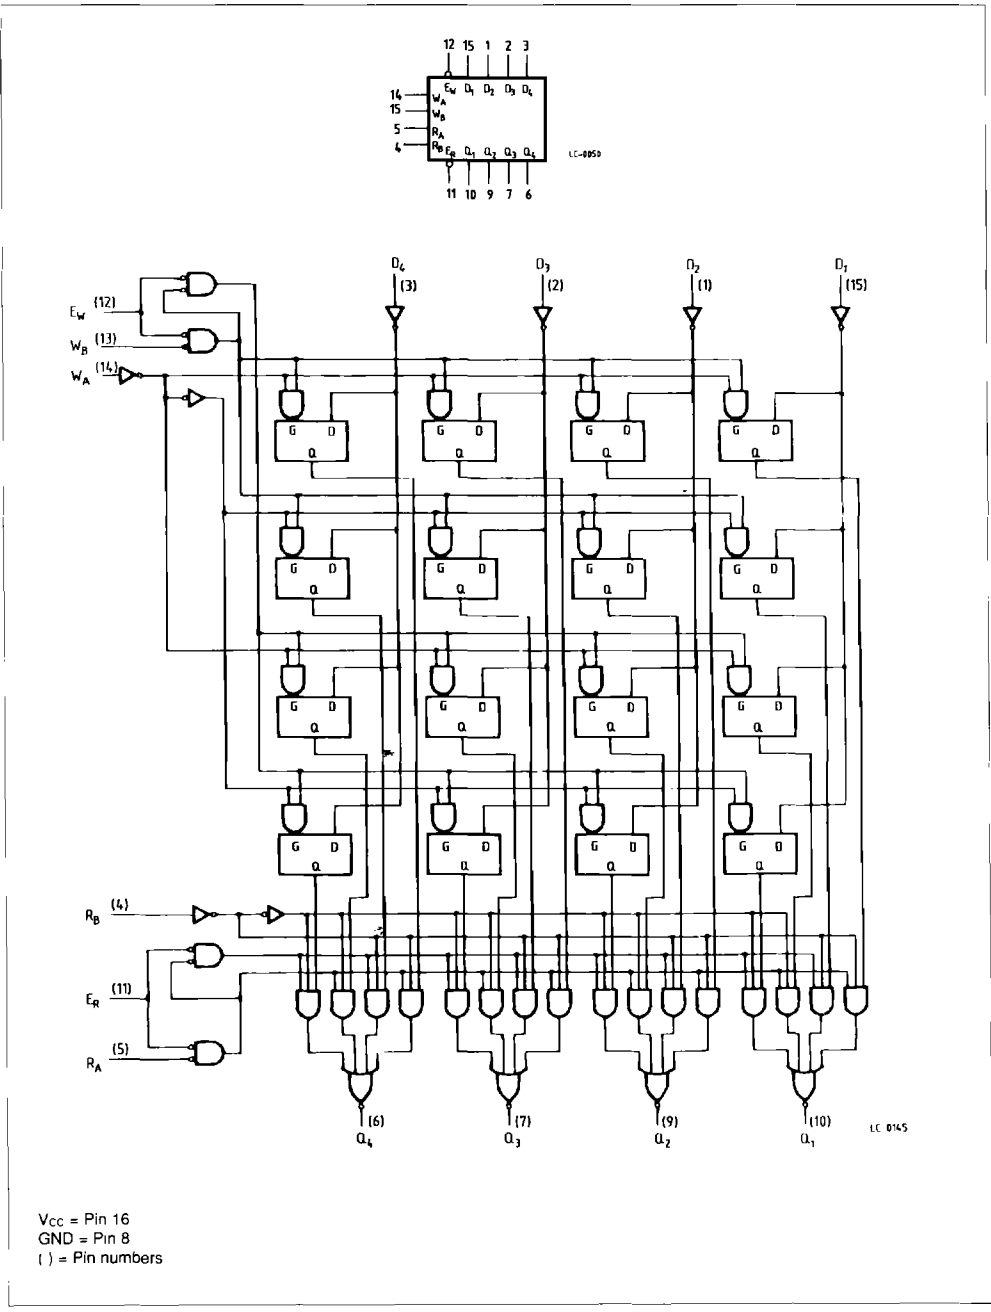 12 15 1 2 3
E_W D_1 D_2 D_3 D_4
14 W_A
15 W_B
5 R_A
4 R_B E_R Q_1 Q_2 Q_3 Q_4
LC-0050
11 10 9 7 6
D_4 D_3 D_2 D_1
(3) (2) (1) (15)
E_W (12)
W_B (13)
W_A (14)
G D G D G D G D
Q Q Q Q
G D G D G D G D
Q Q Q Q
G D G D G D G D
Q Q Q Q
G D G D G D G D
Q Q Q Q
R_B (4)
E_R (11)
R_A (5)
(6) (7) (9) (10)
Q_4 Q_3 Q_2 Q_1
LC 0145
VCC = Pin 16
GND = Pin 8
( ) = Pin numbers